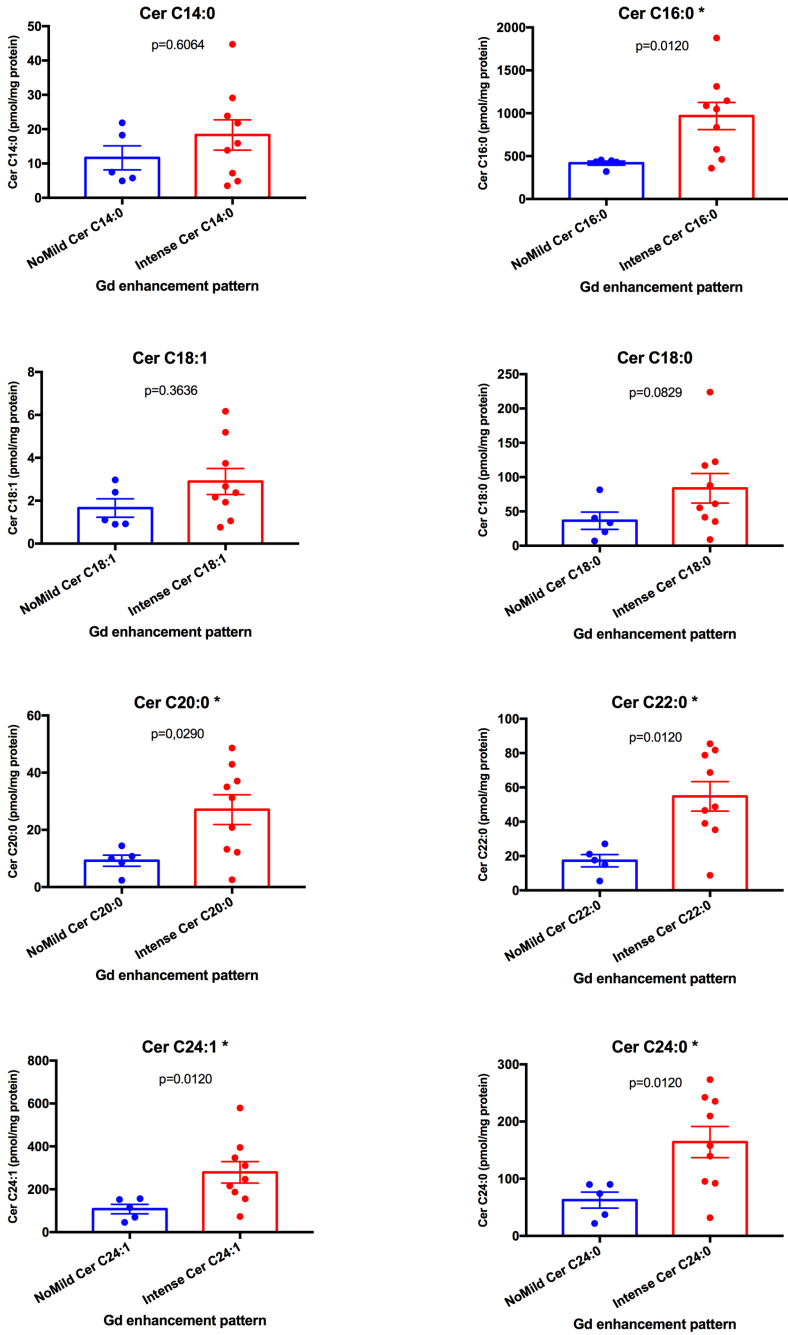 Cer C14:0
p=0.6064
Cer C14:0 (pmol/mg protein)
50
40
30
20
10
0
NoMild Cer C14:0
Intense Cer C14:0
Gd enhancement pattern
Cer C16:0 *
p=0.0120
Cer C16:0 (pmol/mg protein)
2000
1500
1000
500
0
NoMild Cer C16:0
Intense Cer C16:0
Gd enhancement pattern
Cer C18:1
p=0.3636
Cer C18:1 (pmol/mg protein)
8
6
4
2
0
NoMild Cer C18:1
Intense Cer C18:1
Gd enhancement pattern
Cer C18:0
p=0.0829
Cer C18:0 (pmol/mg protein)
250
200
150
100
50
0
NoMild Cer C18:0
Intense Cer C18:0
Gd enhancement pattern
Cer C20:0 *
p=0,0290
Cer C20:0 (pmol/mg protein)
60
40
20
0
NoMild Cer C20:0
Intense Cer C20:0
Gd enhancement pattern
Cer C22:0 *
p=0.0120
Cer C22:0 (pmol/mg protein)
100
80
60
40
20
0
NoMild Cer C22:0
Intense Cer C22:0
Gd enhancement pattern
Cer C24:1 *
p=0.0120
Cer C24:1 (pmol/mg protein)
800
600
400
200
0
NoMild Cer C24:1
Intense Cer C24:1
Gd enhancement pattern
Cer C24:0 *
p=0.0120
Cer C24:0 (pmol/mg protein)
300
200
100
0
NoMild Cer C24:0
Intense Cer C24:0
Gd enhancement pattern